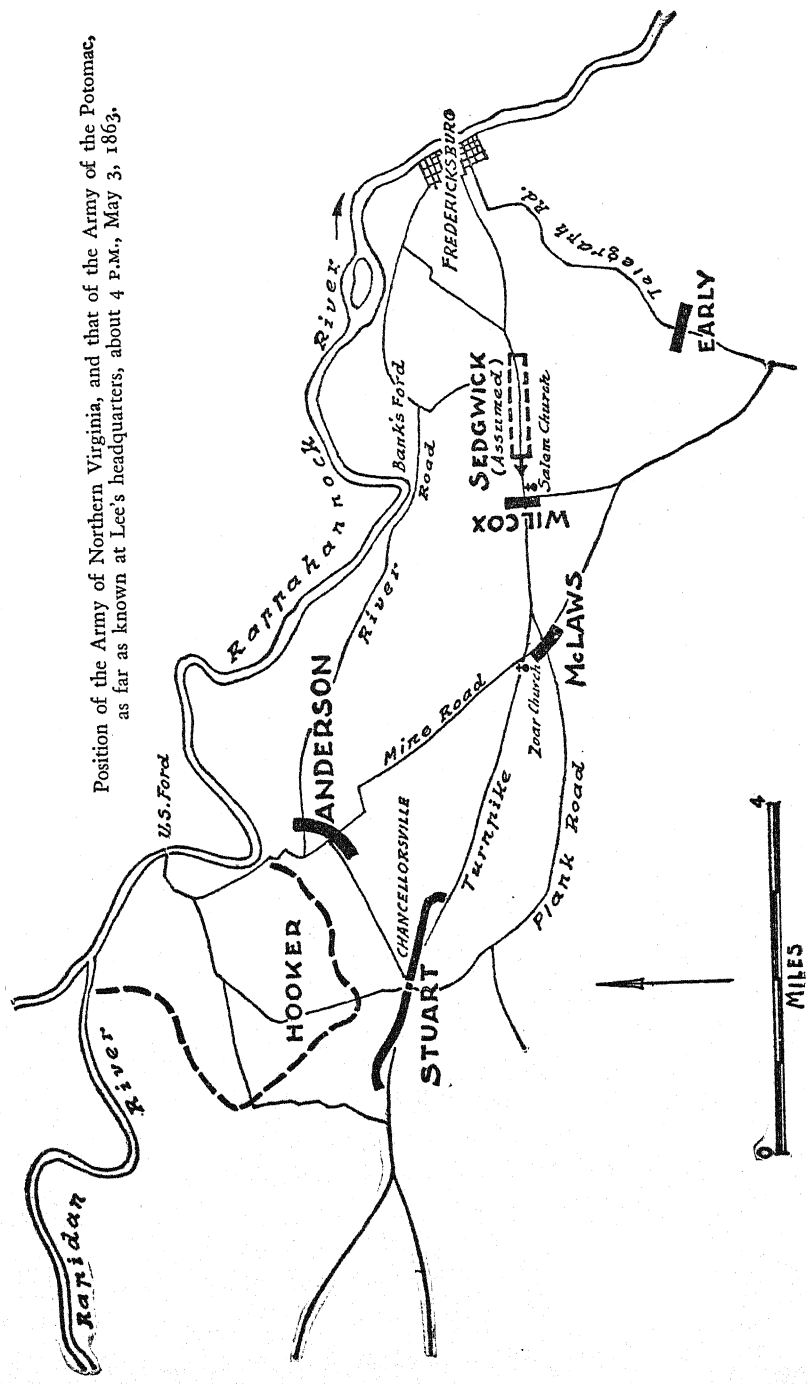 Position of the Army of Northern Virginia, and that of the Army of the Potomac,
as far as known at Lee's headquarters, about 4 P.M., May 3, 1863.
Rapidan
River
U.S. Ford
Rappahannock
River
HOOKER
ANDERSON
River
Road
Bank's Ford
FREDERICKSBURG
CHANCELLORSVILLE
Mine Road
SEDGWICK
(Assumed)
Salem Church
WILCOX
Telegraph Rd.
STUART
Turnpike
Zoar Church
McLAWS
EARLY
Plank Road
0
4
MILES